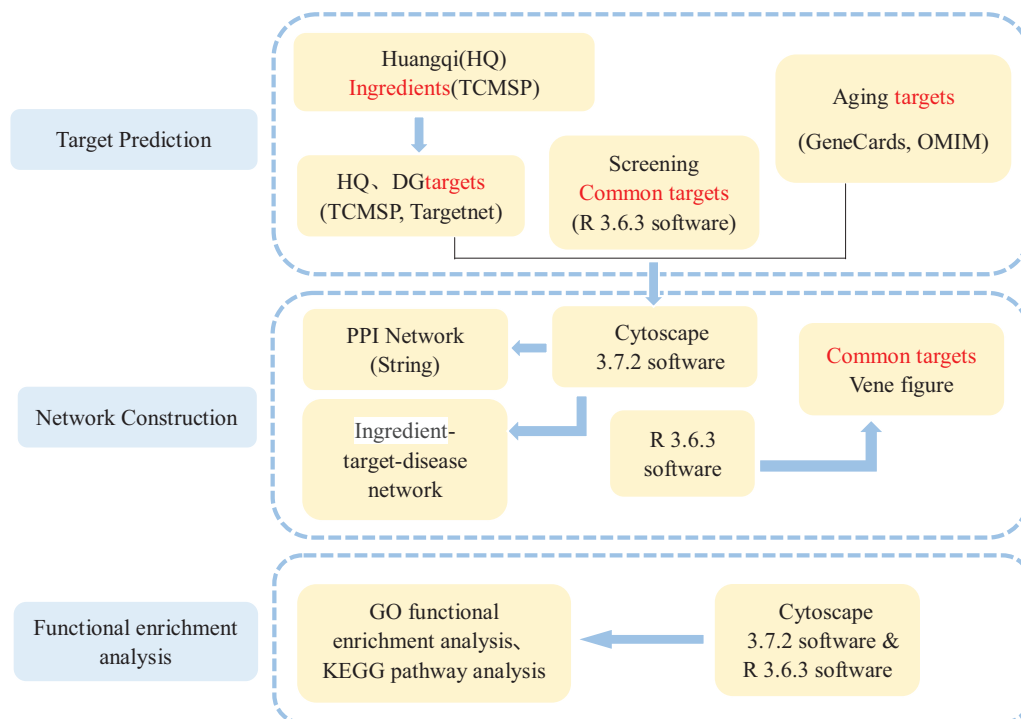 Target Prediction
Huangqi(HQ)
Ingredients(TCMSP)
HQ、DGtargets
(TCMSP, Targetnet)
Screening
Common targets
(R 3.6.3 software)
Aging targets
(GeneCards, OMIM)
Network Construction
PPI Network
(String)
Cytoscape
3.7.2 software
Common targets
Vene figure
Ingredient-
target-disease
network
R 3.6.3
software
Functional enrichment
analysis
GO functional
enrichment analysis、
KEGG pathway analysis
Cytoscape
3.7.2 software &
R 3.6.3 software